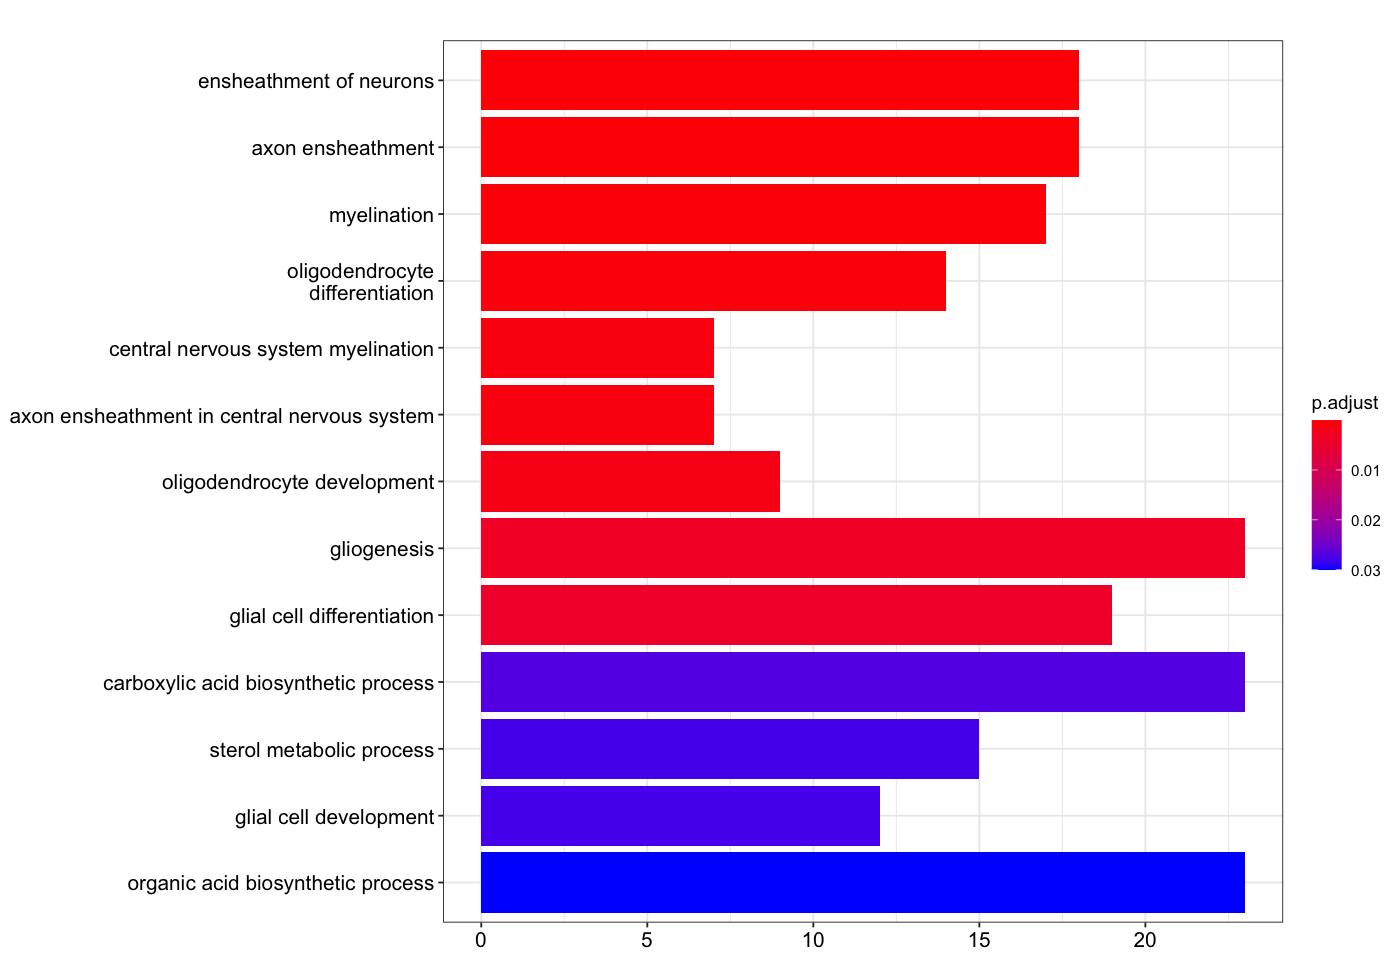 ensheathment of neurons
axon ensheathment
myelination
oligodendrocyte
differentiation
central nervous system myelination
axon ensheathment in central nervous system
oligodendrocyte development
gliogenesis
glial cell differentiation
carboxylic acid biosynthetic process
sterol metabolic process
glial cell development
organic acid biosynthetic process
0 5 10 15 20
p.adjust
0.01
0.02
0.03